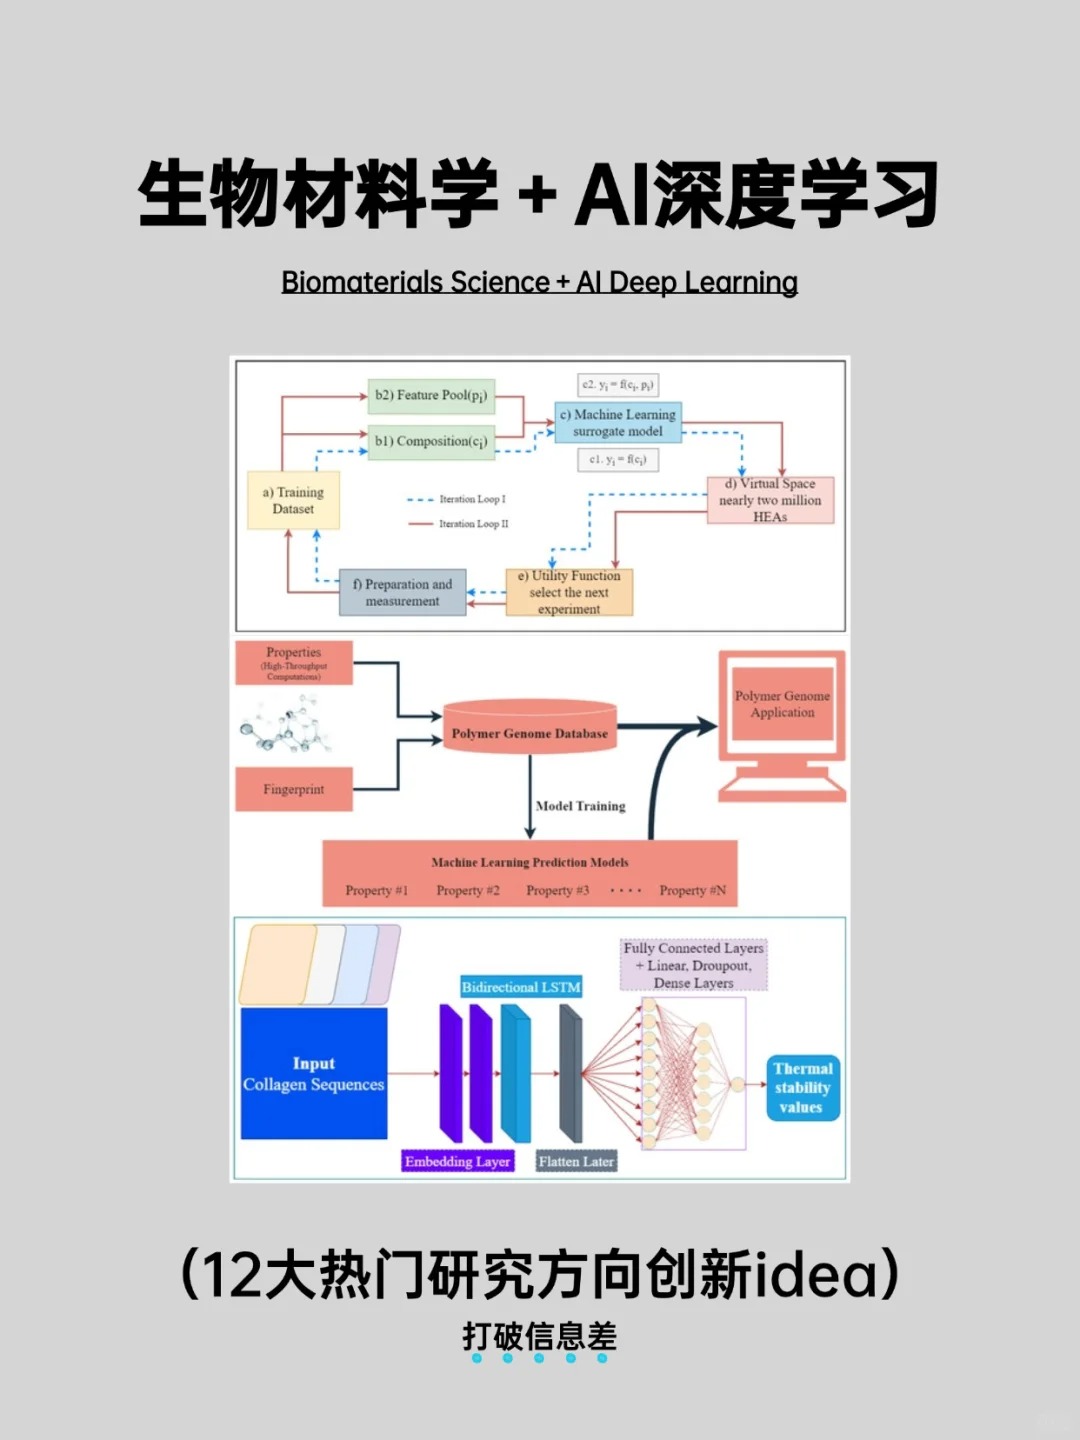 生物材料学 + AI深度学习
Biomaterials Science + AI Deep Learning
b2) Feature Pool(pi)
c2. yi = f(ci, pi)
b1) Composition(ci)
c) Machine Learning
surrogate model
c1. yi = f(ci)
a) Training
Dataset
Iteration Loop I
Iteration Loop II
d) Virtual Space
nearly two million
HEAs
f) Preparation and
measurement
e) Utility Function
select the next
experiment
Properties
(High-Throughput
Computations)
Fingerprint
Polymer Genome Database
Polymer Genome
Application
Model Training
Machine Learning Prediction Models
Property #1 Property #2 Property #3 · · · · Property #N
Input
Collagen Sequences
Embedding Layer
Bidirectional LSTM
Flatten Later
Fully Connected Layers
+ Linear, Droupout,
Dense Layers
Thermal
stability
values
（12大热门研究方向创新idea）
打破信息差